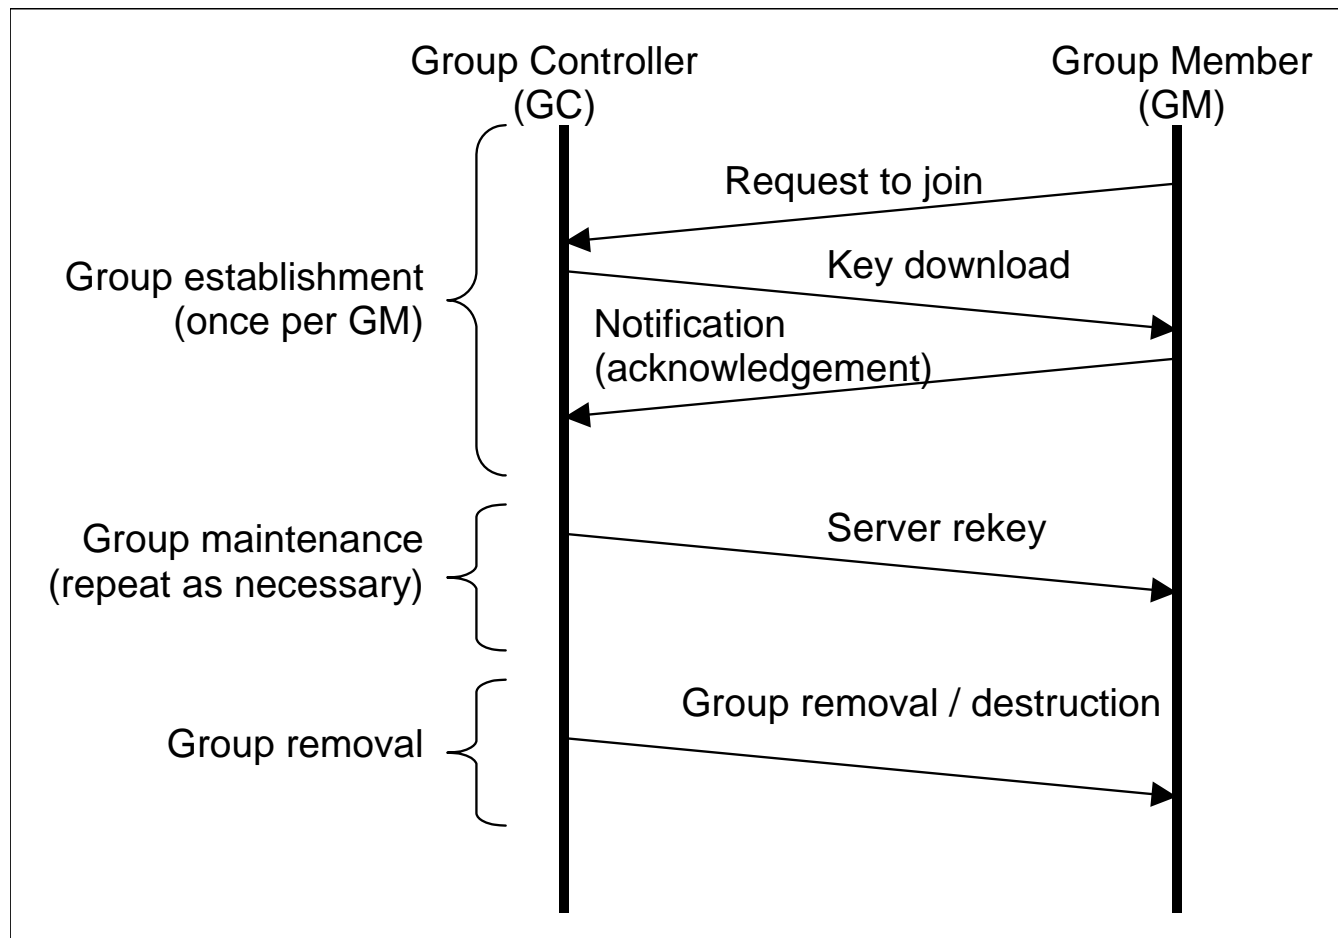 Group Controller
(GC)
Group Member
(GM)
Request to join
Key download
Group establishment
(once per GM)
Notification
(acknowledgement)
Server rekey
Group maintenance
(repeat as necessary)
Group removal / destruction
Group removal